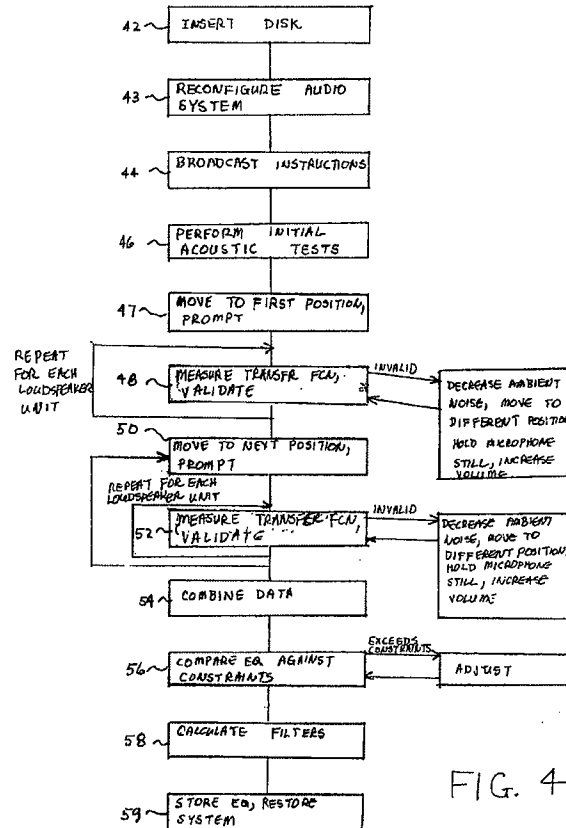 42 INSERT DISK
43 RECONFIGURE AUDIO
SYSTEM
44 BROADCAST INSTRUCTIONS
46 PERFORM INITIAL
ACOUSTIC TESTS
47 MOVE TO FIRST POSITION,
PROMPT
REPEAT
FOR EACH
LOUDSPEAKER
UNIT
48 MEASURE TRANSFR FCN,
VALIDATE
INVALID
DECREASE AMBIENT
NOISE, MOVE TO
DIFFERENT POSITION
HOLD MICROPHONE
STILL, INCREASE
VOLUME
50 MOVE TO NEXT POSITION,
PROMPT
REPEAT FOR EACH
LOUDSPEAKER UNIT
52 MEASURE TRANSFER FCN,
VALIDATE
INVALID
DECREASE AMBIENT
NOISE, MOVE TO
DIFFERENT POSITION,
HOLD MICROPHONE
STILL, INCREASE
VOLUME
54 COMBINE DATA
56 COMPARE EQ AGAINST
CONSTRAINTS
EXCEEDS
CONSTRAINTS
ADJUST
58 CALCULATE FILTERS
59 STORE EQ, RESTORE
SYSTEM
FIG. 4